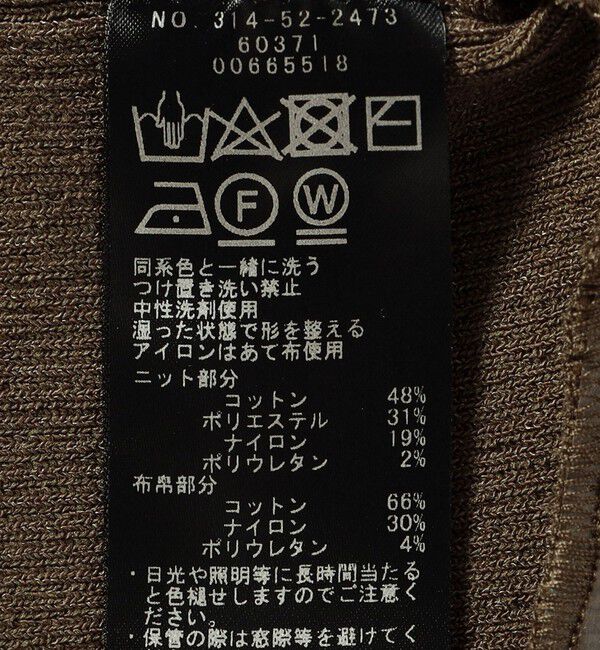 NO. 314-52-2473
60371
00665518
F W
同系色と一緒に洗う
つけ置き洗い禁止
中性洗剤使用
湿った状態で形を整える
アイロンはあて布使用
ニット部分
コットン 48%
ポリエステル 31%
ナイロン 19%
ポリウレタン 2%
布帛部分
コットン 66%
ナイロン 30%
ポリウレタン 4%
・日光や照明等に長時間当たる
と色褪せしますのでご注意く
ださい。
・保管の際は窓際等を避けてく